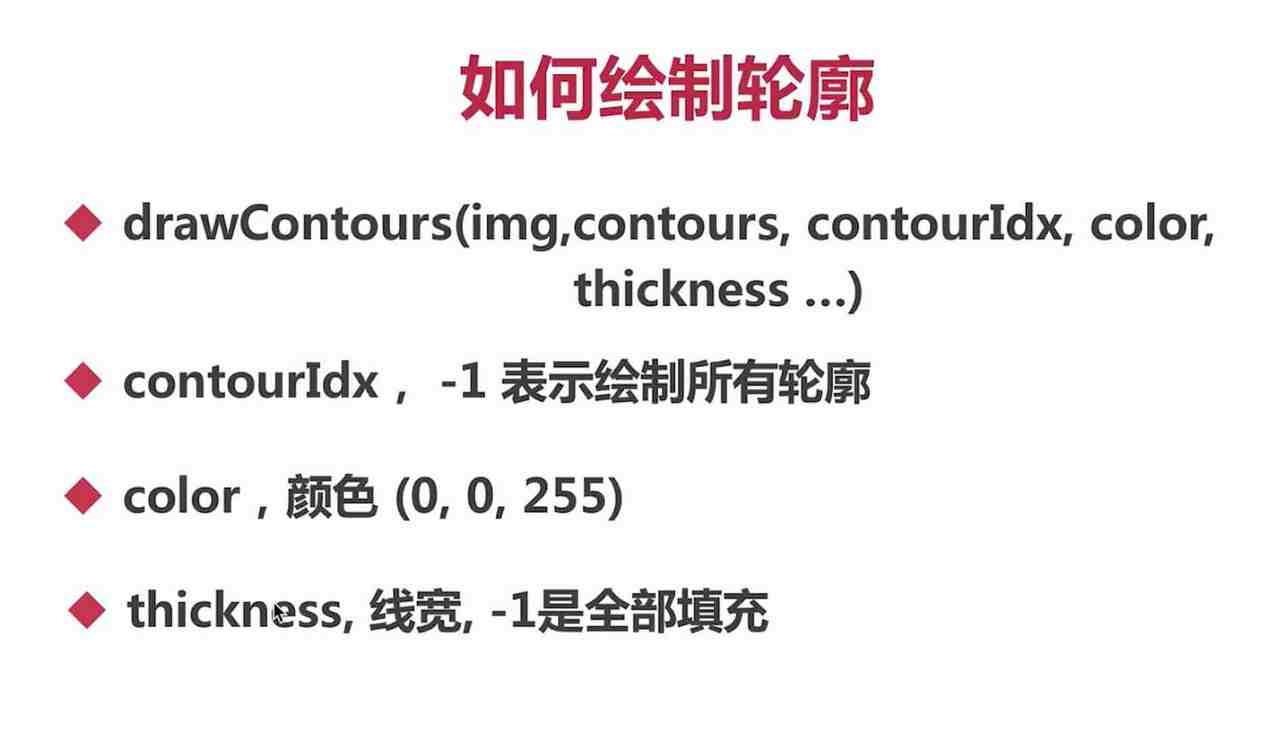 如何绘制轮廓
drawContours(img,contours, contourIdx, color,
thickness ...)
contourIdx ,  -1 表示绘制所有轮廓
color , 颜色 (0, 0, 255)
thickness, 线宽, -1是全部填充